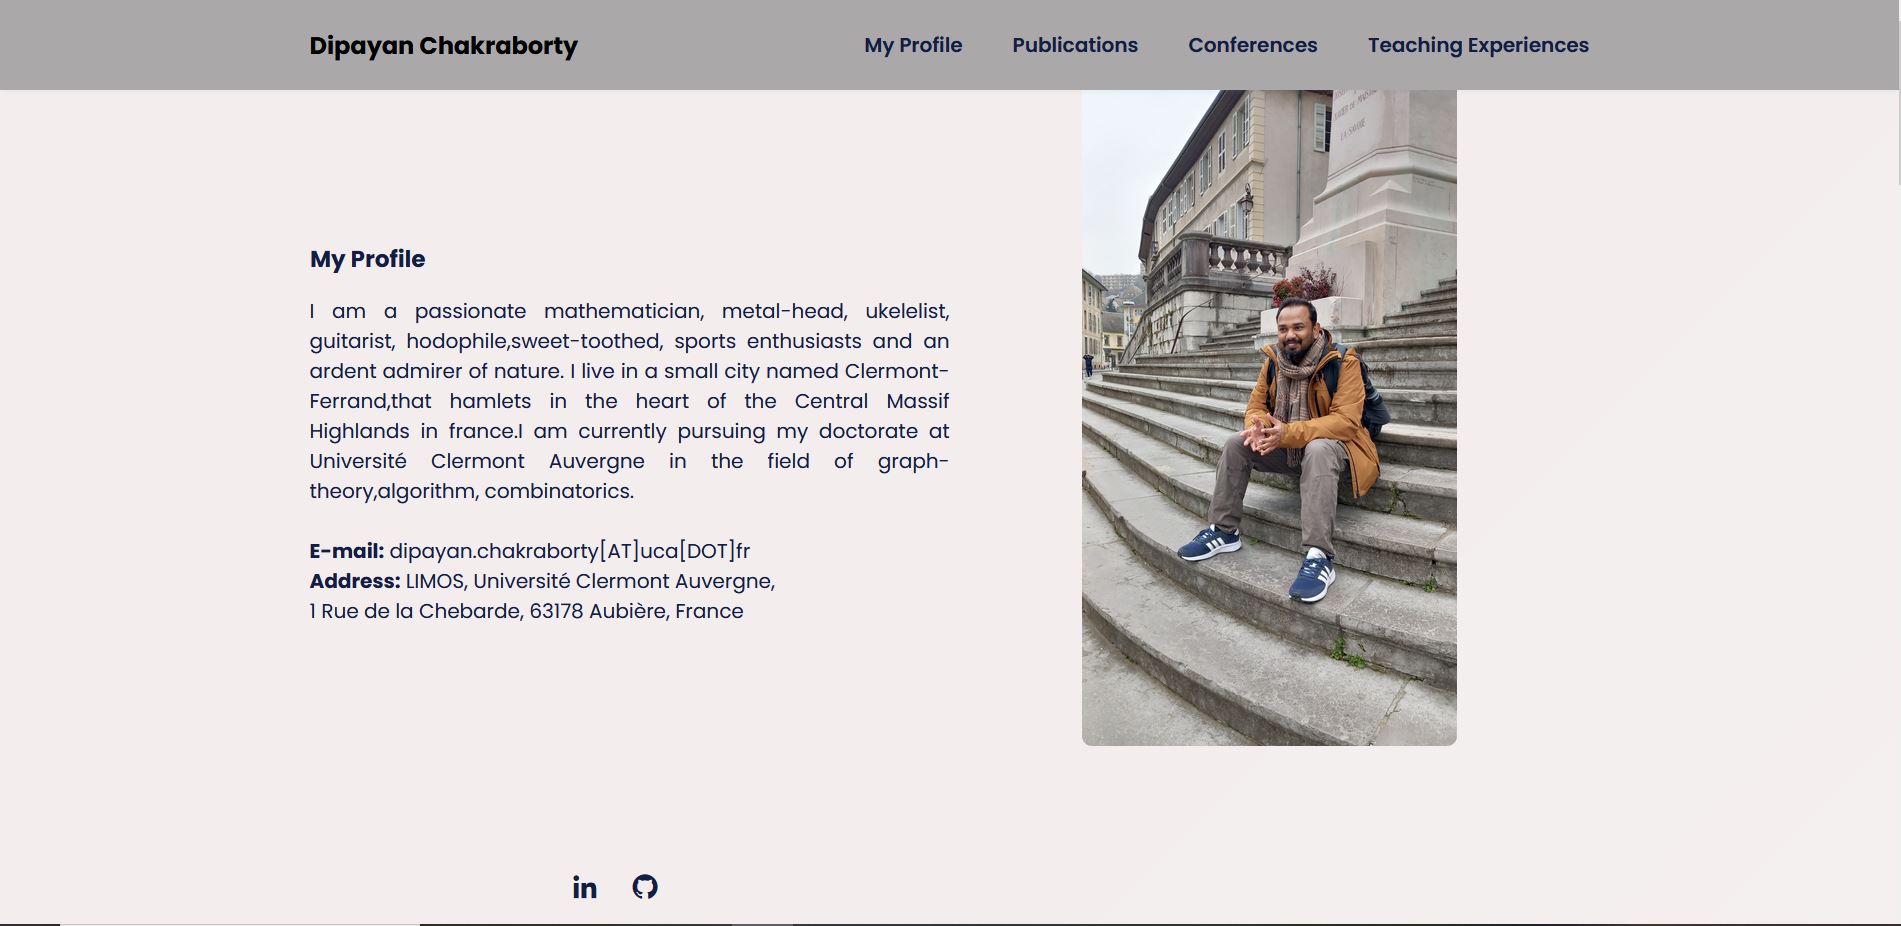 Dipayan Chakraborty
My Profile
Publications
Conferences
Teaching Experiences
My Profile
I am a passionate mathematician, metal-head, ukelelist,
guitarist, hodophile,sweet-toothed, sports enthusiasts and an
ardent admirer of nature. I live in a small city named Clermont-
Ferrand,that hamlets in the heart of the Central Massif
Highlands in france.I am currently pursuing my doctorate at
Université Clermont Auvergne in the field of graph-
theory,algorithm, combinatorics.
E-mail: dipayan.chakraborty[AT]uca[DOT]fr
Address: LIMOS, Université Clermont Auvergne,
1 Rue de la Chebarde, 63178 Aubière, France
LA SAVOIE
in